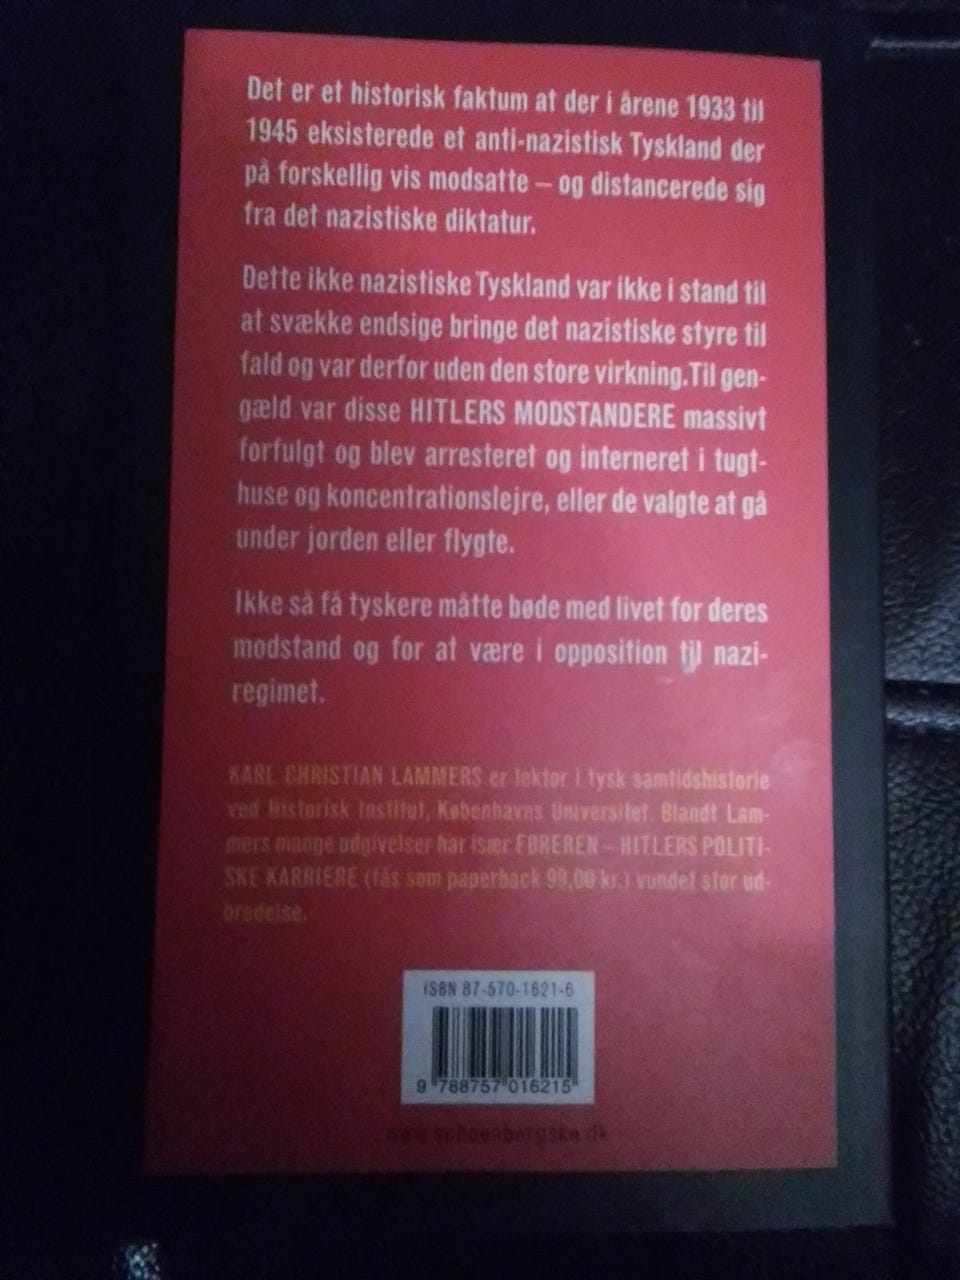 Det er et historisk faktum at der i årene 1933 til
1945 eksisterede et anti-nazistisk Tyskland der
på forskellig vis modsatte – og distancerede sig
fra det nazistiske diktatur.
Dette ikke nazistiske Tyskland var ikke i stand til
at svække endsige bringe det nazistiske styre til
fald og var derfor uden den store virkning. Til gen-
gæld var disse HITLERS MODSTANDERE massivt
forfulgt og blev arresteret og interneret i tugt-
huse og koncentrationslejre, eller de valgte at gå
under jorden eller flygte.
Ikke så få tyskere måtte bøde med livet for deres
modstand og for at være i opposition til nazi-
regimet.
KARL CHRISTIAN LAMMERS er lektor i tysk samtidshistorie
ved Historisk Institut, Københavns Universitet. Blandt Lam-
mers mange udgivelser har især FØREREN – HITLERS POLITI-
SKE KARRIERE (fås som paperback 99,00 kr.) vundet stor ud-
bredelse.
ISBN 87-570-1621-6
9 788757 016215
www.schoenbergske.dk